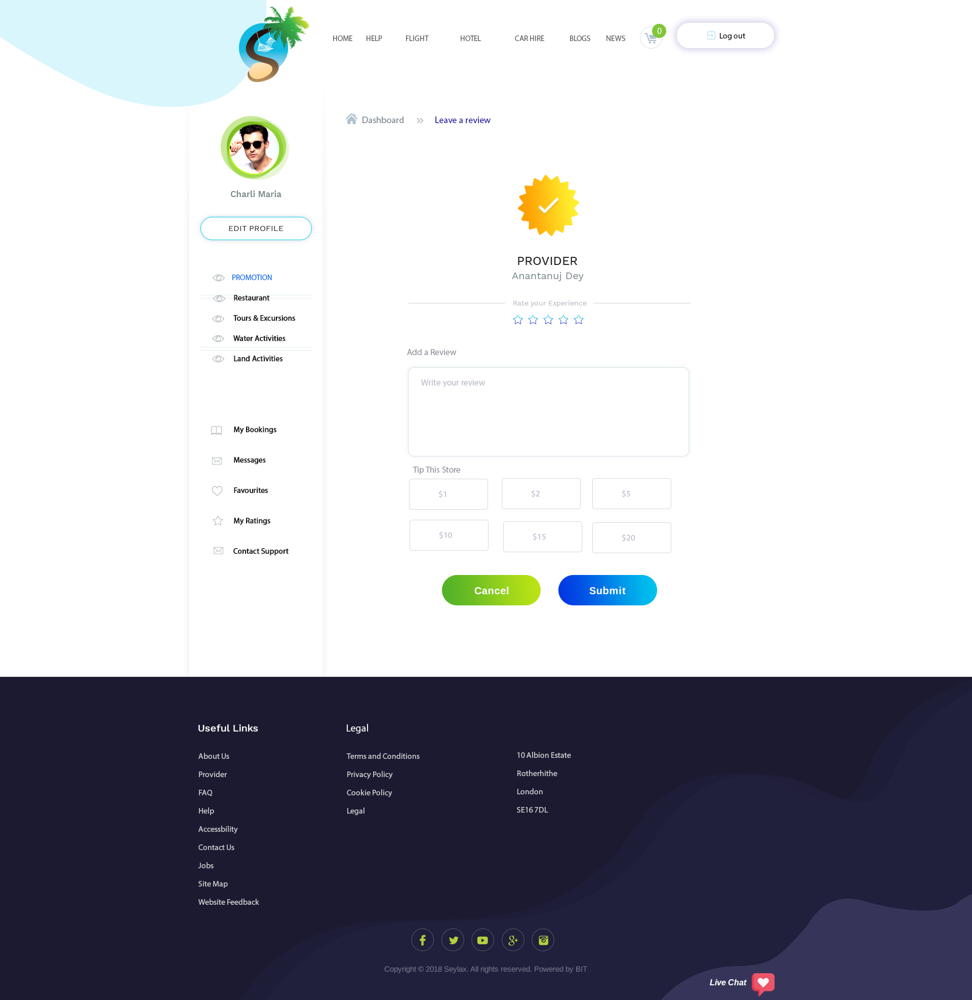 HOME HELP FLIGHT HOTEL CAR HIRE BLOGS NEWS 0 Log out
Dashboard Leave a review
Charli Maria
EDIT PROFILE
PROMOTION
Restaurant
Tours & Excursions
Water Activities
Land Activities
My Bookings
Messages
Favourites
My Ratings
Contact Support
PROVIDER
Anantanuj Dey
Rate your Experience
Add a Review
Write your review
Tip This Store
$1 $2 $5
$10 $15 $20
Cancel Submit
Useful Links
About Us
Provider
FAQ
Help
Accessbility
Contact Us
Jobs
Site Map
Website Feedback
Legal
Terms and Conditions
Privacy Policy
Cookie Policy
Legal
10 Albion Estate
Rotherhithe
London
SE16 7DL
Copyright © 2018 Seylax. All rights reserved. Powered by BIT
Live Chat